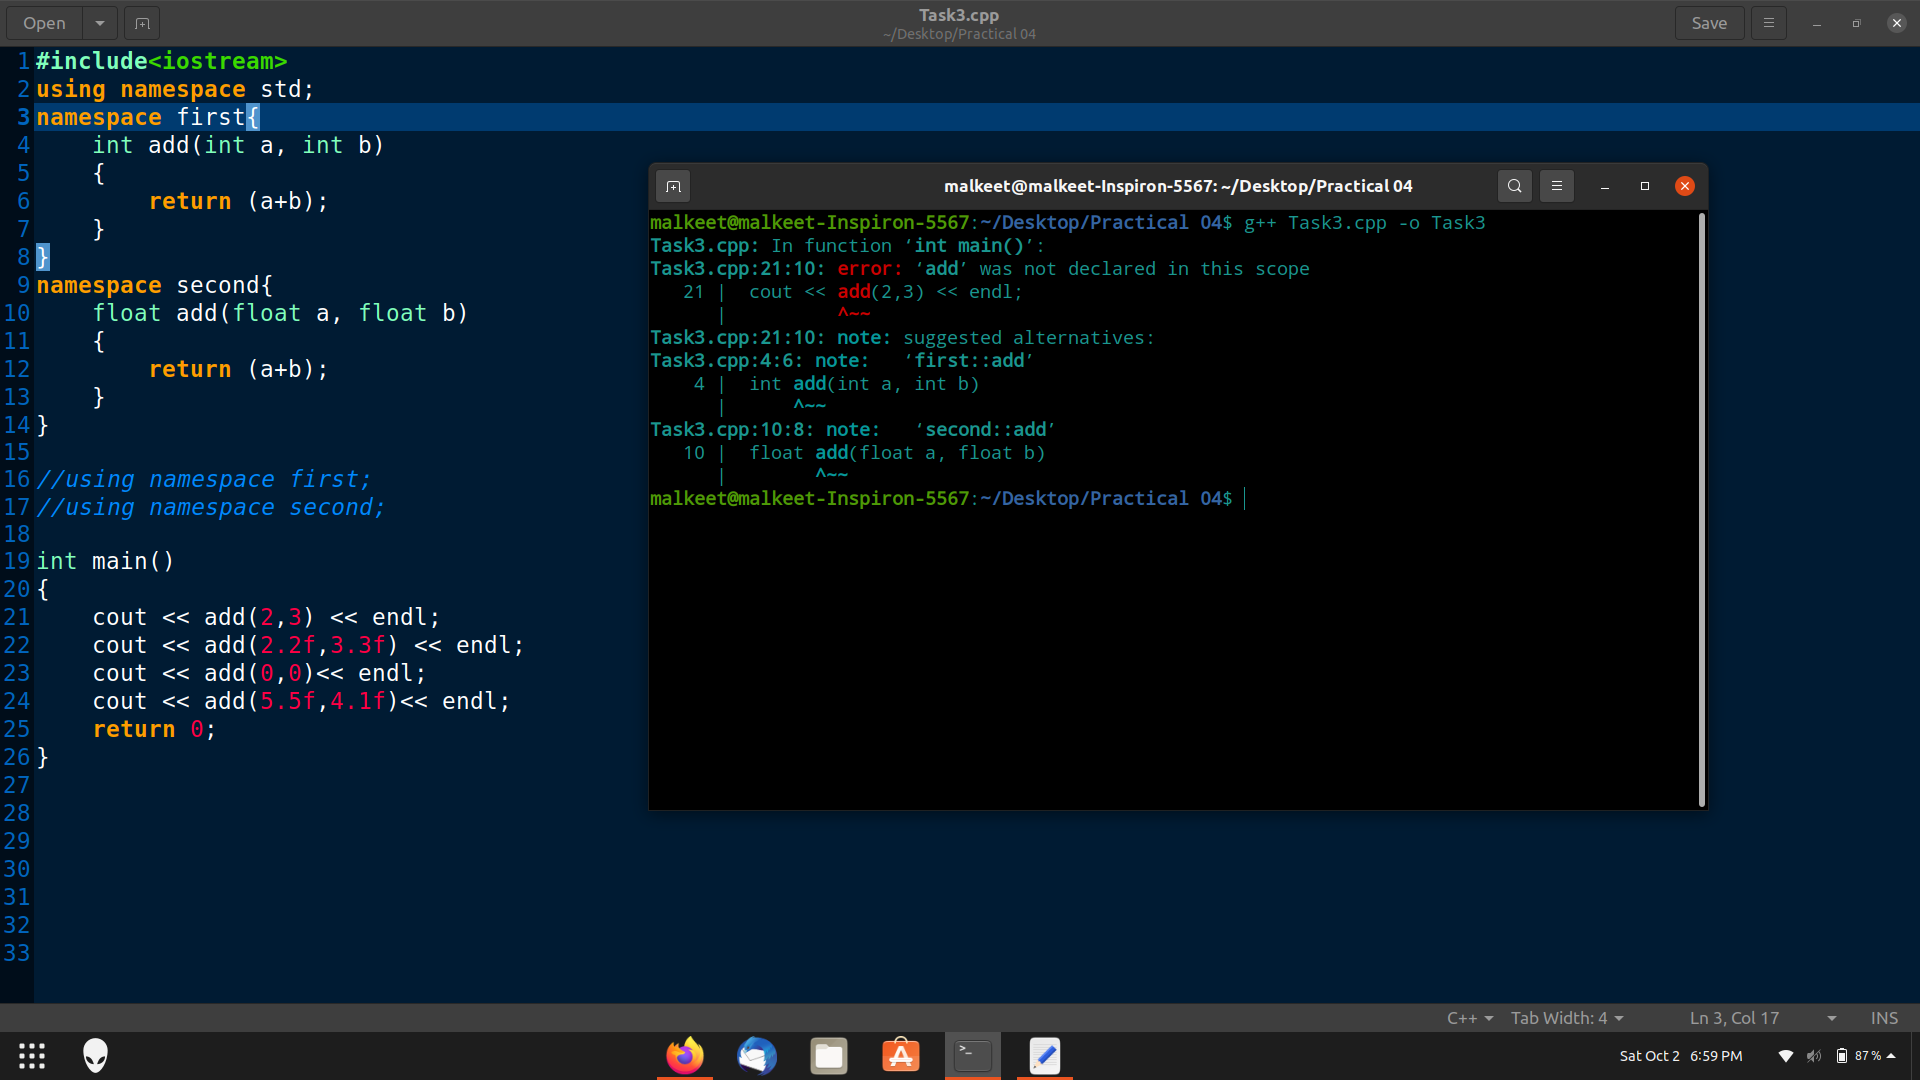 Open
Task3.cpp
~/Desktop/Practical 04
Save
1 #include<iostream>
2 using namespace std;
3 namespace first{
4     int add(int a, int b)
5     {
6         return (a+b);
7     }
8 }
9 namespace second{
10     float add(float a, float b)
11     {
12         return (a+b);
13     }
14 }
15
16 //using namespace first;
17 //using namespace second;
18
19 int main()
20 {
21     cout << add(2,3) << endl;
22     cout << add(2.2f,3.3f) << endl;
23     cout << add(0,0)<< endl;
24     cout << add(5.5f,4.1f)<< endl;
25     return 0;
26 }
27
28
29
30
31
32
33
malkeet@malkeet-Inspiron-5567: ~/Desktop/Practical 04
malkeet@malkeet-Inspiron-5567:~/Desktop/Practical 04$ g++ Task3.cpp -o Task3
Task3.cpp: In function ‘int main()’:
Task3.cpp:21:10: error: ‘add’ was not declared in this scope
   21 |  cout << add(2,3) << endl;
      |          ^~~
Task3.cpp:21:10: note: suggested alternatives:
Task3.cpp:4:6: note:   ‘first::add’
    4 |  int add(int a, int b)
      |      ^~~
Task3.cpp:10:8: note:   ‘second::add’
   10 |  float add(float a, float b)
      |        ^~~
malkeet@malkeet-Inspiron-5567:~/Desktop/Practical 04$
C++ Tab Width: 4 Ln 3, Col 17 INS
Sat Oct 2 6:59 PM 87%